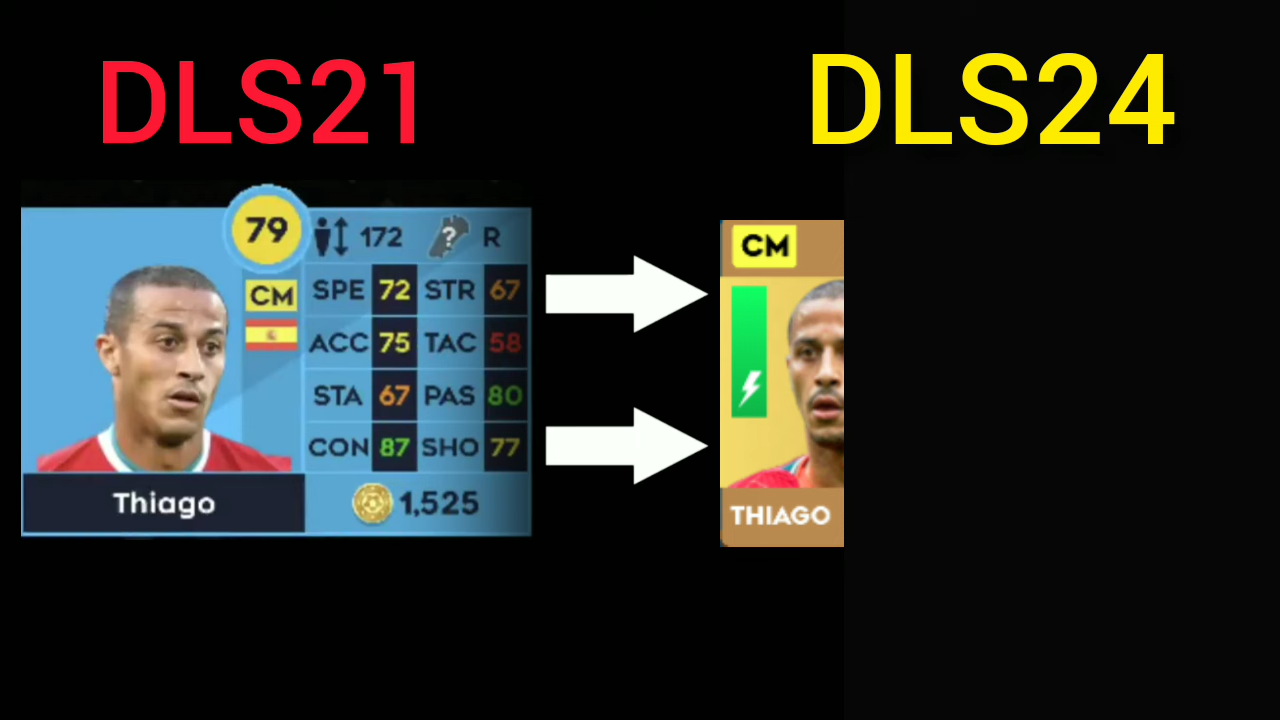 DLS21
DLS24
79
172
?
R
CM
SPE 72 STR 67
ACC 75 TAC 58
STA 67 PAS 80
CON 87 SHO 77
Thiago
1,525
CM
THIAGO